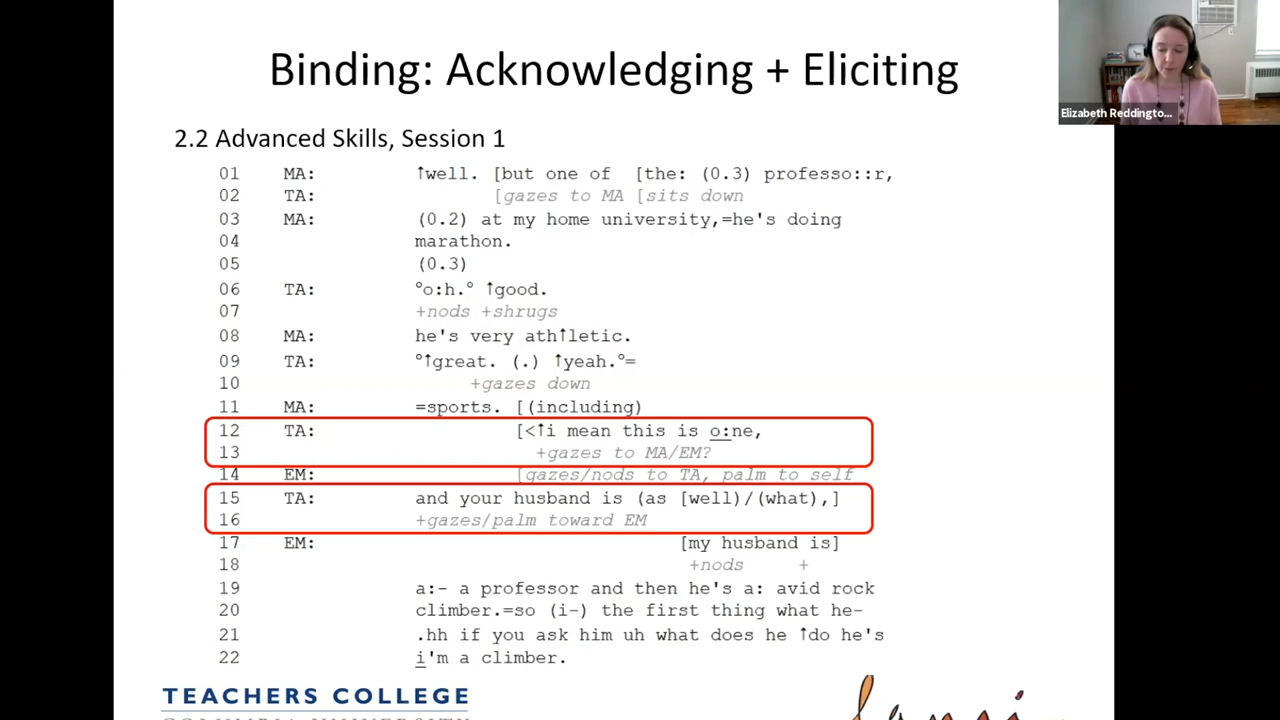 Binding: Acknowledging + Eliciting
Elizabeth Reddingto...
2.2 Advanced Skills, Session 1
01 MA: ↑well. [but one of [the: (0.3) professo::r,
02 TA: [gazes to MA [sits down
03 MA: (0.2) at my home university,=he's doing
04 marathon.
05 (0.3)
06 TA: °o:h.° ↑good.
07 +nods +shrugs
08 MA: he's very ath↑letic.
09 TA: °↑great. (.) ↑yeah.°=
10 +gazes down
11 MA: =sports. [(including)
12 TA: [<↑i mean this is o:ne,
13 +gazes to MA/EM?
14 EM: [gazes/nods to TA, palm to self
15 TA: and your husband is (as [well)/(what),]
16 +gazes/palm toward EM
17 EM: [my husband is]
18 +nods +
19 a:- a professor and then he's a: avid rock
20 climber.=so (i-) the first thing what he-
21 .hh if you ask him uh what does he ↑do he's
22 i'm a climber.
TEACHERS COLLEGE
COLUMBIA UNIVERSITY